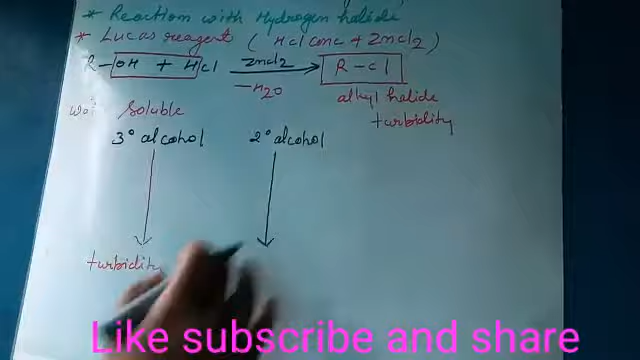 * Reaction with Hydrogen halide
* Lucas reagent (HCl conc + ZnCl2)
R-OH + HCl ZnCl2 → R-Cl
-H2O
alkyl halide
turbidity
soluble
3° alcohol 2° alcohol
turbidity
Like subscribe and share